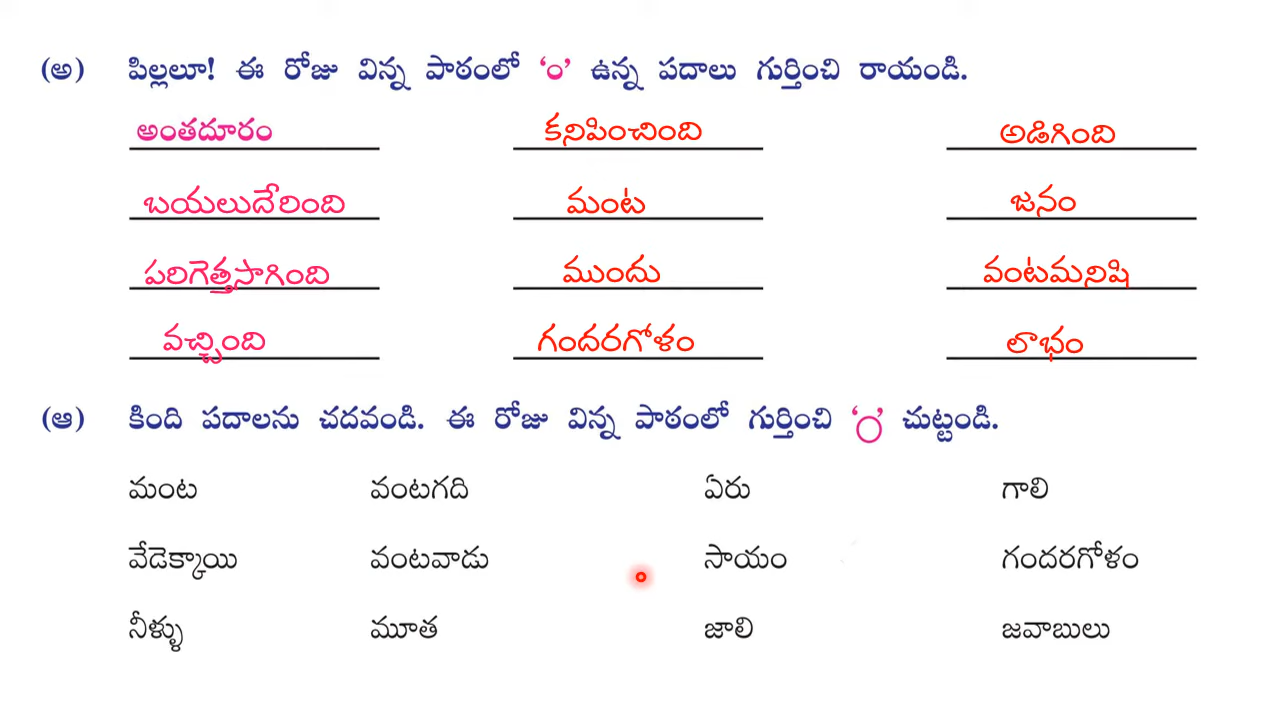 (అ) పిల్లలూ! ఈ రోజు విన్న పాఠంలో ‘ం’ ఉన్న పదాలు గుర్తించి రాయండి.
అంతదూరం కనిపించింది అడిగింది
బయలుదేరింది మంట జనం
పరిగెత్తసాగింది ముందు వంటమనిషి
వచ్చింది గందరగోళం లాభం
(ఆ) కింది పదాలను చదవండి. ఈ రోజు విన్న పాఠంలో గుర్తించి ‘○’ చుట్టండి.
మంట వంటగది ఏరు గాలి
వేడెక్కాయి వంటవాడు సాయం గందరగోళం
నీళ్ళు మూత జాలి జవాబులు